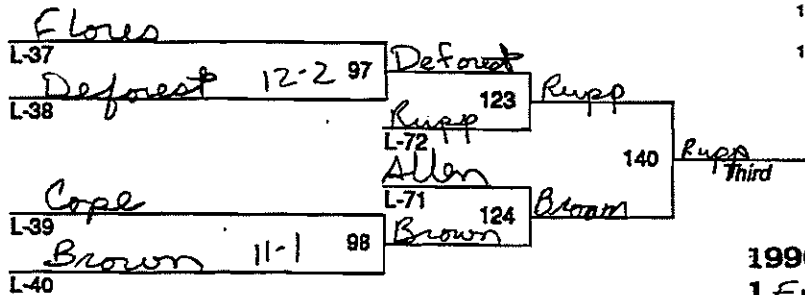 Flores
L-37
Deforest 12-2 97 Deforest
L-38
123 Rupp
Rupp
L-72
140 Rupp
Third
Allen
L-71
Cope
L-39
124 Brown
Brown 11-1 98 Brown
L-40